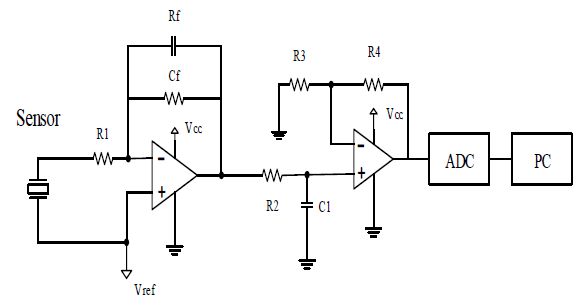 Rf
Cf
R3
R4
Sensor
R1
Vcc
Vcc
-
+
-
+
ADC
PC
R2
C1
Vref